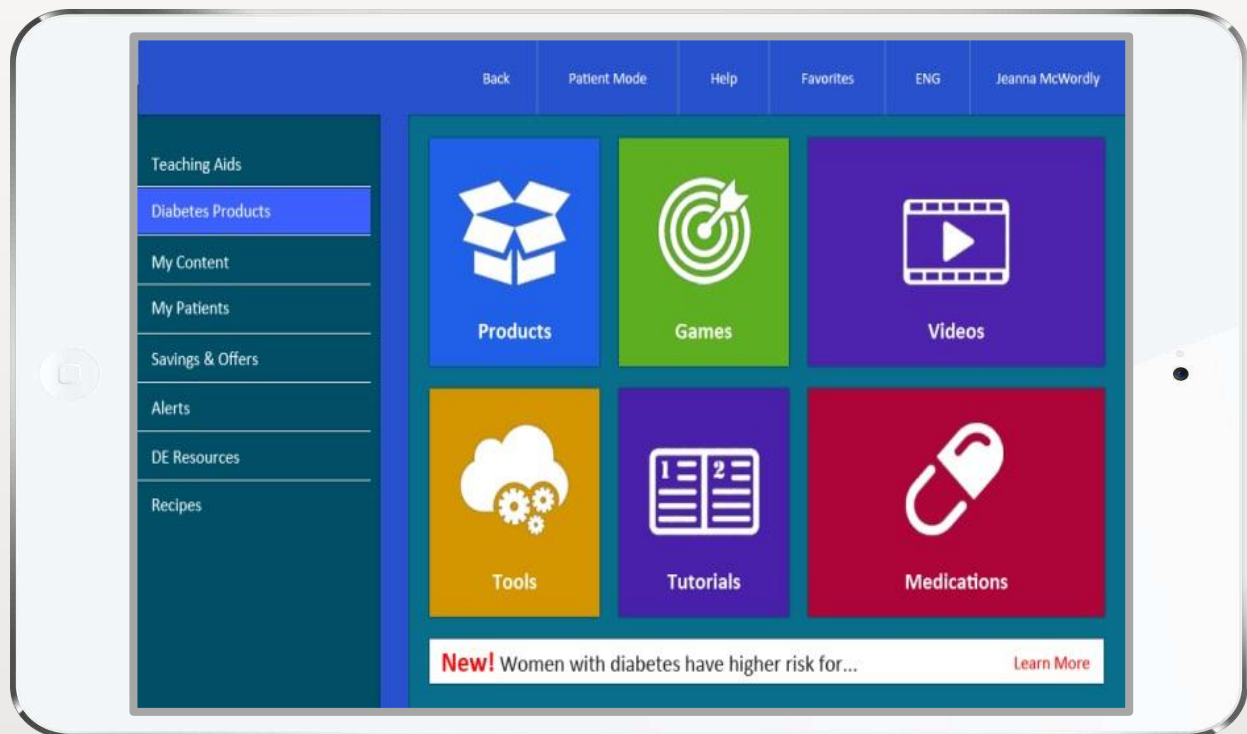 Back
Patient Mode
Help
Favorites
ENG
Jeanna McWordly
Teaching Aids
Diabetes Products
My Content
My Patients
Savings & Offers
Alerts
DE Resources
Recipes
Products
Games
Videos
1 2
Tools
Tutorials
Medications
New! Women with diabetes have higher risk for...
Learn More